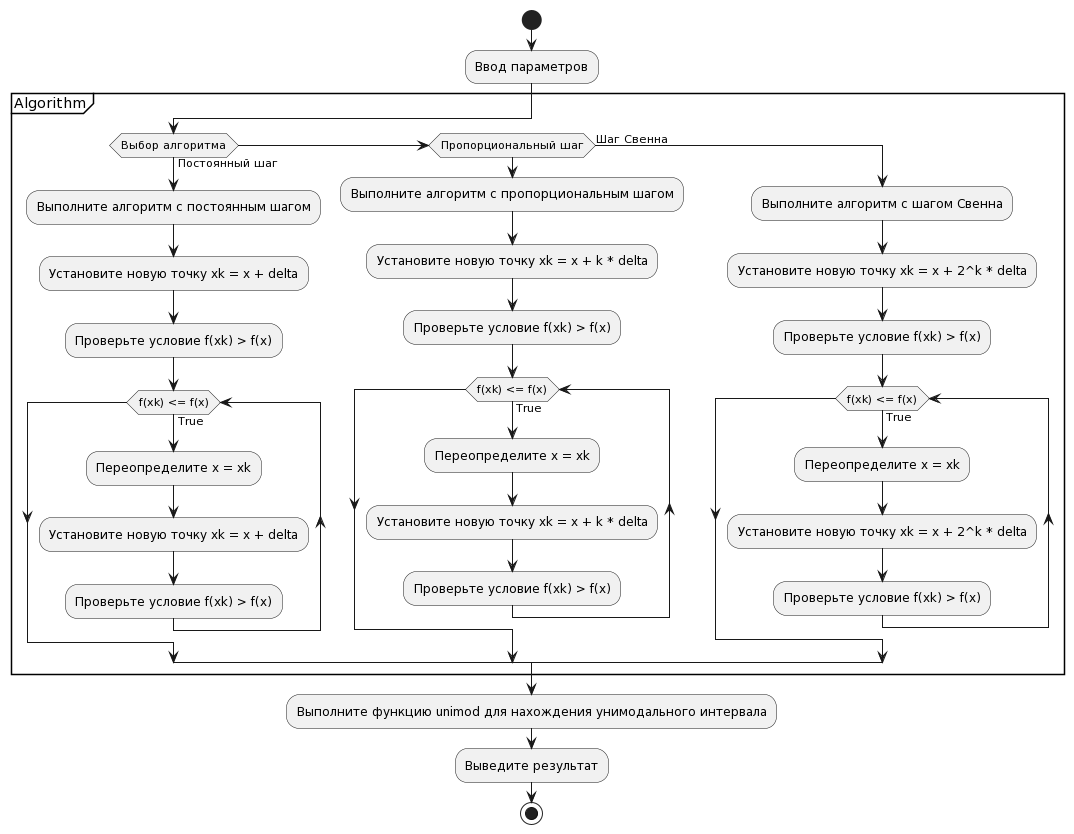 Ввод параметров
Algorithm
Выбор алгоритма
Постоянный шаг
Выполните алгоритм с постоянным шагом
Установите новую точку xk = x + delta
Проверьте условие f(xk) > f(x)
f(xk) <= f(x)
True
Переопределите x = xk
Установите новую точку xk = x + delta
Проверьте условие f(xk) > f(x)
Пропорциональный шаг
Выполните алгоритм с пропорциональным шагом
Установите новую точку xk = x + k * delta
Проверьте условие f(xk) > f(x)
f(xk) <= f(x)
True
Переопределите x = xk
Установите новую точку xk = x + k * delta
Проверьте условие f(xk) > f(x)
Шаг Свенна
Выполните алгоритм с шагом Свенна
Установите новую точку xk = x + 2^k * delta
Проверьте условие f(xk) > f(x)
f(xk) <= f(x)
True
Переопределите x = xk
Установите новую точку xk = x + 2^k * delta
Проверьте условие f(xk) > f(x)
Выполните функцию unimod для нахождения унимодального интервала
Выведите результат